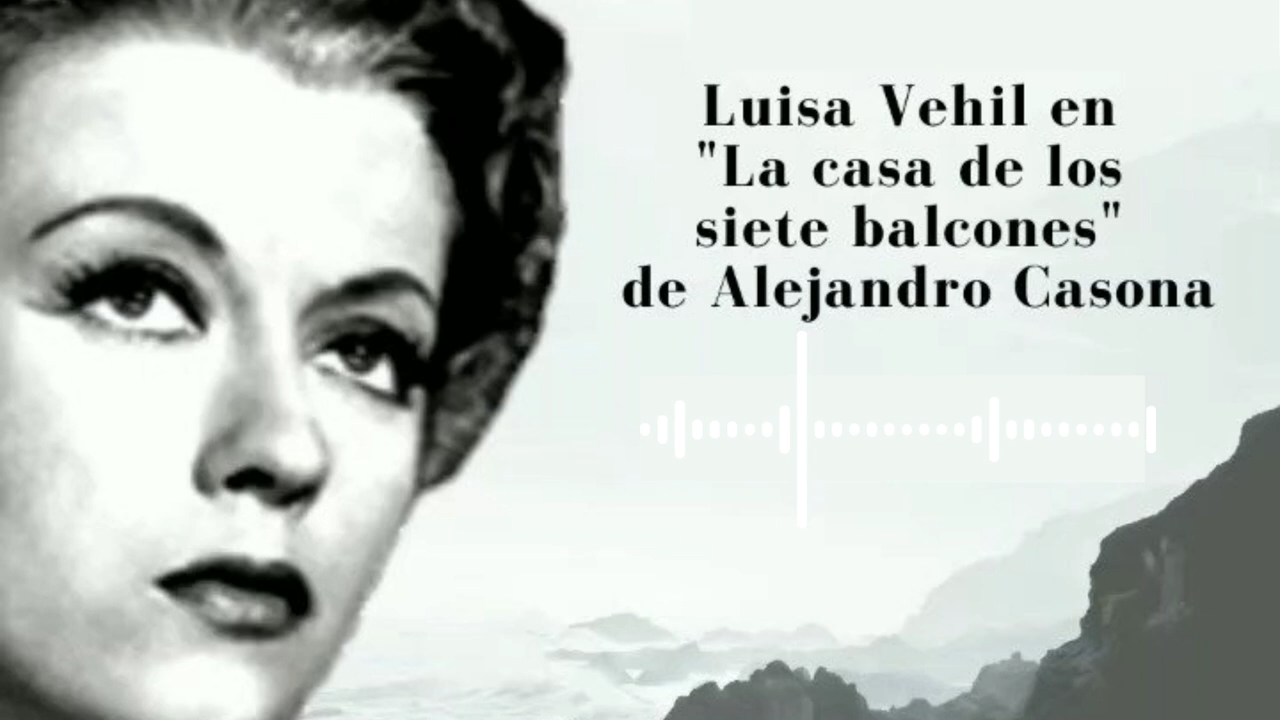 Luisa Vehil en
"La casa de los
siete balcones"
de Alejandro Casona